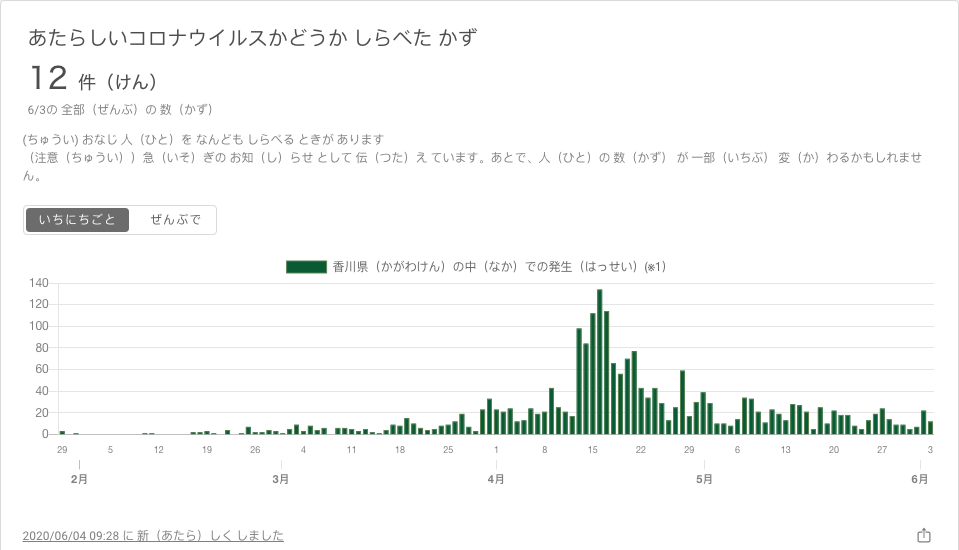 あたらしいコロナウイルスかどうか しらべた かず
12 件（けん）
6/3の 全部（ぜんぶ）の 数（かず）
(ちゅうい) おなじ 人（ひと）を なんども しらべる ときが あります
（注意（ちゅうい））急（いそ）ぎの お知（し）らせ として 伝（つた）え ています。あとで、人（ひと）の 数（かず） が 一部（いちぶ） 変（か）わるかもしれませ
ん。
いちにちごと ぜんぶで
香川県（かがわけん）の中（なか）での発生（はっせい）(※1)
140
120
100
80
60
40
20
0
29 5 12 19 26 4 11 18 25 1 8 15 22 29 6 13 20 27 3
2月 3月 4月 5月 6月
2020/06/04 09:28 に 新（あたら）しく しました